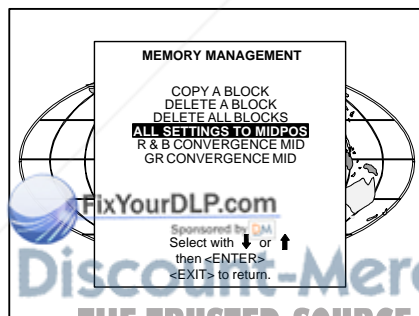 MEMORY MANAGEMENT
COPY A BLOCK
DELETE A BLOCK
DELETE ALL BLOCKS
ALL SETTINGS TO MIDPOS
R & B CONVERGENCE MID
GR CONVERGENCE MID
FixYourDLP.com
Sponsored by DM
Select with ⬇ or ⬆
then <ENTER>
<EXIT> to return.
Discount-Merc
THE TRUSTED SOURCE